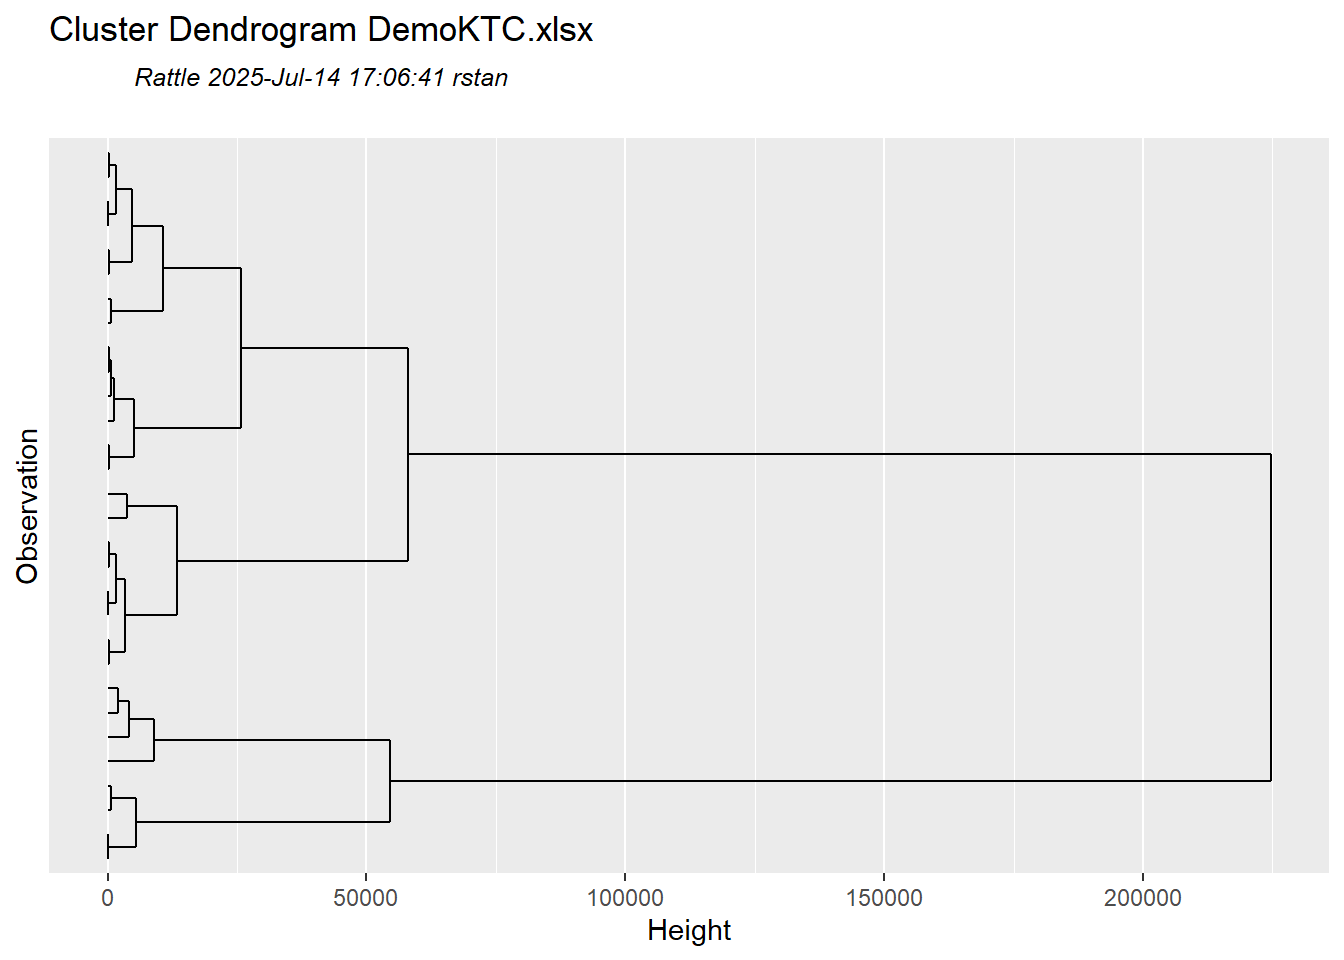 Cluster Dendrogram DemoKTC.xlsx
Rattle 2025-Jul-14 17:06:41 rstan
Observation
0 50000 100000 150000 200000
Height